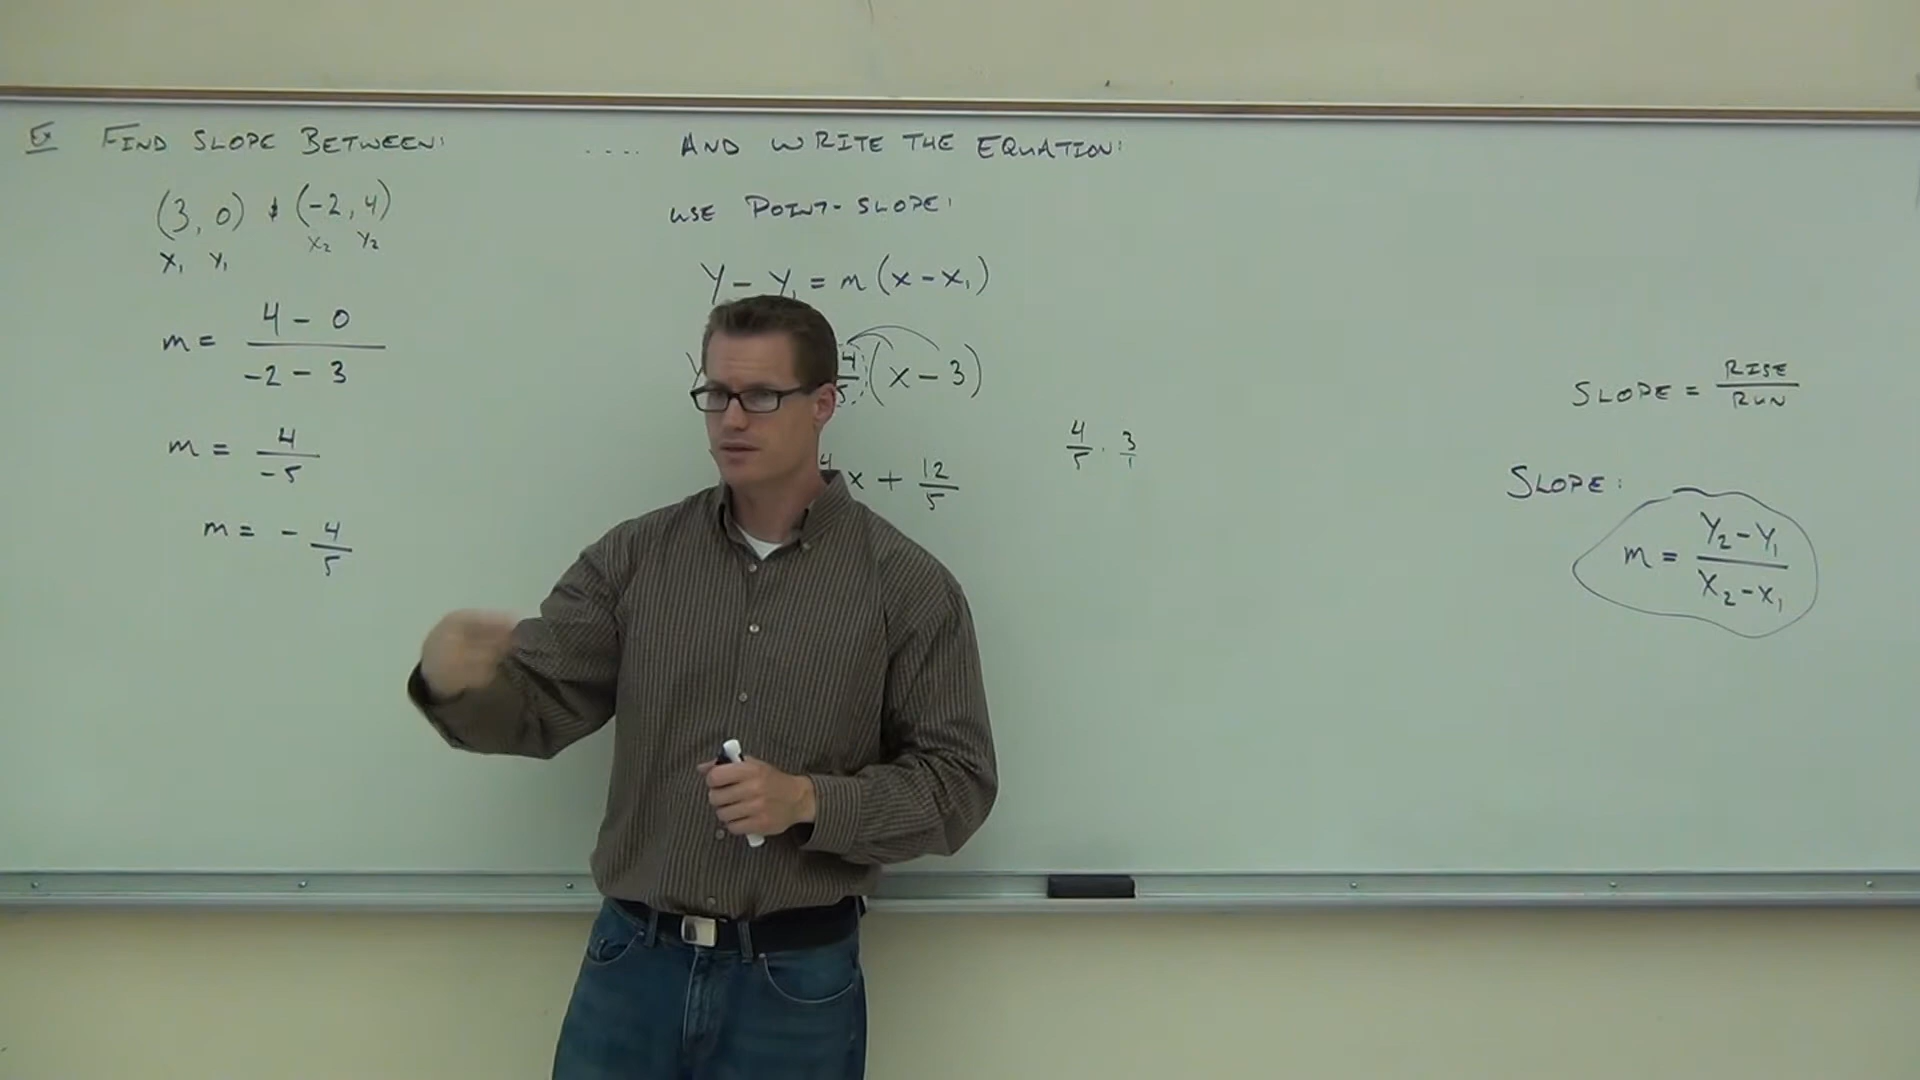 Ex FIND SLOPE BETWEEN:
(3, 0) & (-2, 4)
x₁ y₁ x₂ y₂
m = (4 - 0)/(-2 - 3)
m = 4/-5
m = - 4/5
.... AND WRITE THE EQUATION:
USE POINT-SLOPE:
y - y₁ = m(x - x₁)
4/5 (x - 3)
4 x + 12/5
4/5 · 3/1
SLOPE = RISE/RUN
SLOPE:
m = (y₂ - y₁)/(x₂ - x₁)